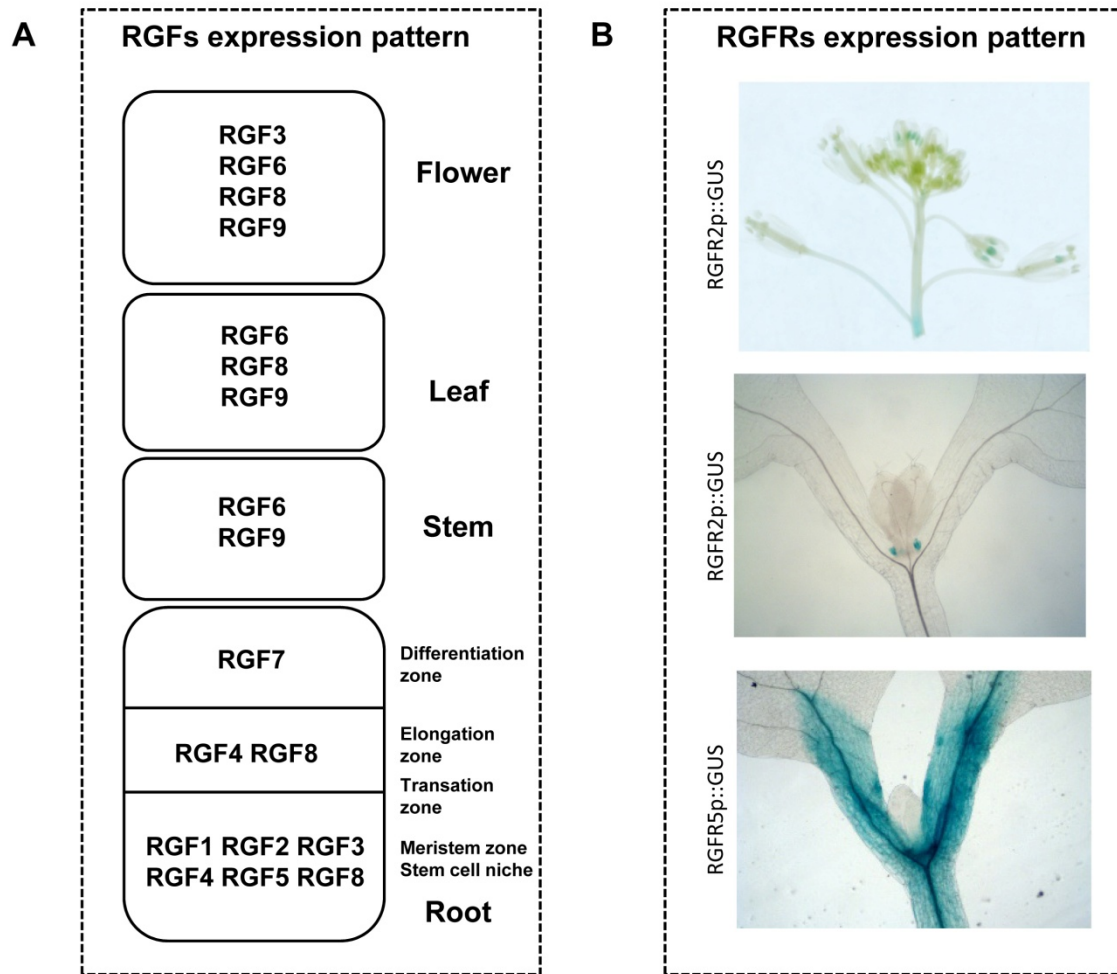 A
RGFs expression pattern
RGF3
RGF6
RGF8
RGF9
Flower
RGF6
RGF8
RGF9
Leaf
RGF6
RGF9
Stem
RGF7
Differentiation
zone
RGF4 RGF8
Elongation
zone
Transation
zone
RGF1 RGF2 RGF3
RGF4 RGF5 RGF8
Meristem zone
Stem cell niche
Root
B
RGFRs expression pattern
RGFR2p::GUS
RGFR2p::GUS
RGFR5p::GUS